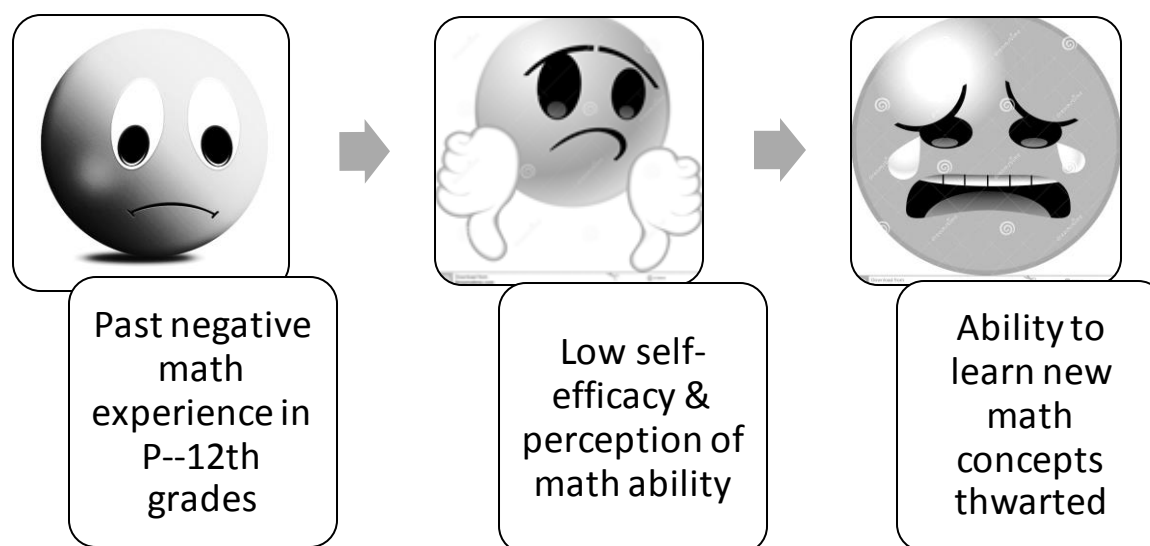 Past negative
math
experience in
P--12th
grades
Low self-
efficacy &
perception of
math ability
Ability to
learn new
math
concepts
thwarted